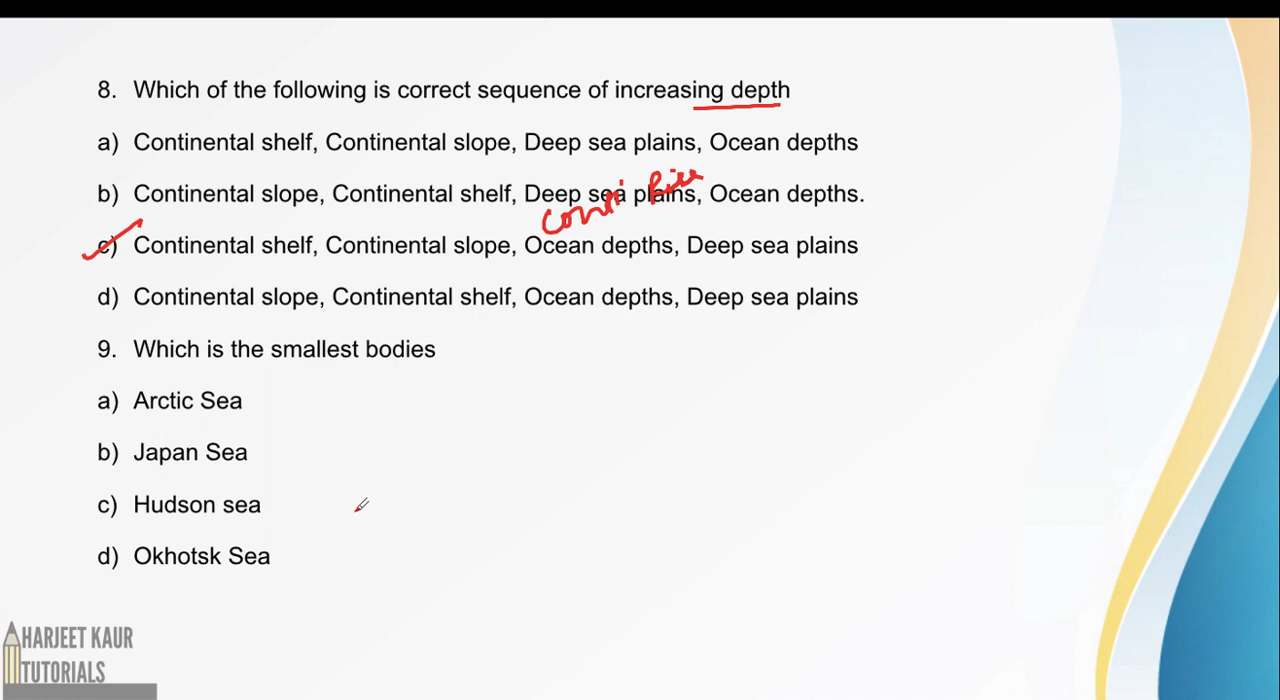 8. Which of the following is correct sequence of increasing depth
a) Continental shelf, Continental slope, Deep sea plains, Ocean depths
b) Continental slope, Continental shelf, Deep sea plains, Ocean depths.
Conti Rise
c) Continental shelf, Continental slope, Ocean depths, Deep sea plains
d) Continental slope, Continental shelf, Ocean depths, Deep sea plains
9. Which is the smallest bodies
a) Arctic Sea
b) Japan Sea
c) Hudson sea
d) Okhotsk Sea
HARJEET KAUR
TUTORIALS